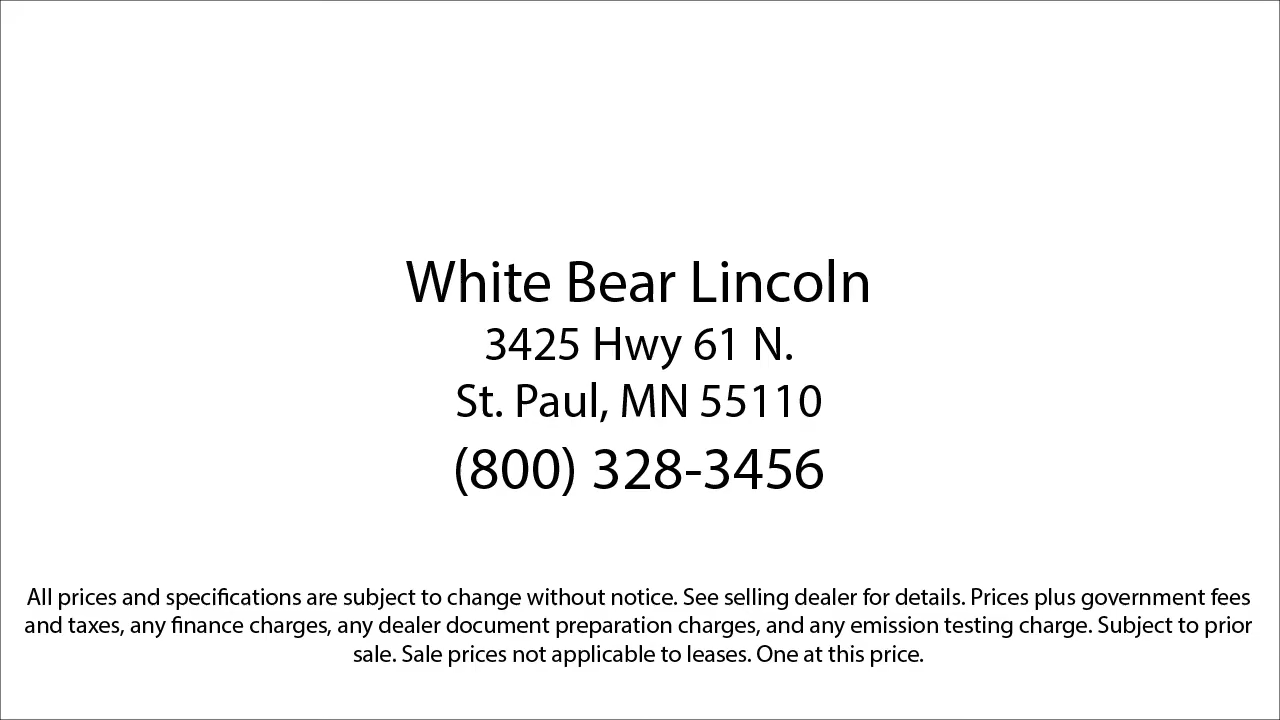 White Bear Lincoln
3425 Hwy 61 N.
St. Paul, MN 55110
(800) 328-3456
All prices and specifications are subject to change without notice. See selling dealer for details. Prices plus government fees
and taxes, any finance charges, any dealer document preparation charges, and any emission testing charge. Subject to prior
sale. Sale prices not applicable to leases. One at this price.